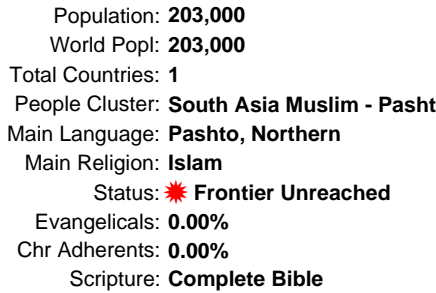 Population: 203,000
World Popl: 203,000
Total Countries: 1
People Cluster: South Asia Muslim - Pasht
Main Language: Pashto, Northern
Main Religion: Islam
Status: Frontier Unreached
Evangelicals: 0.00%
Chr Adherents: 0.00%
Scripture: Complete Bible